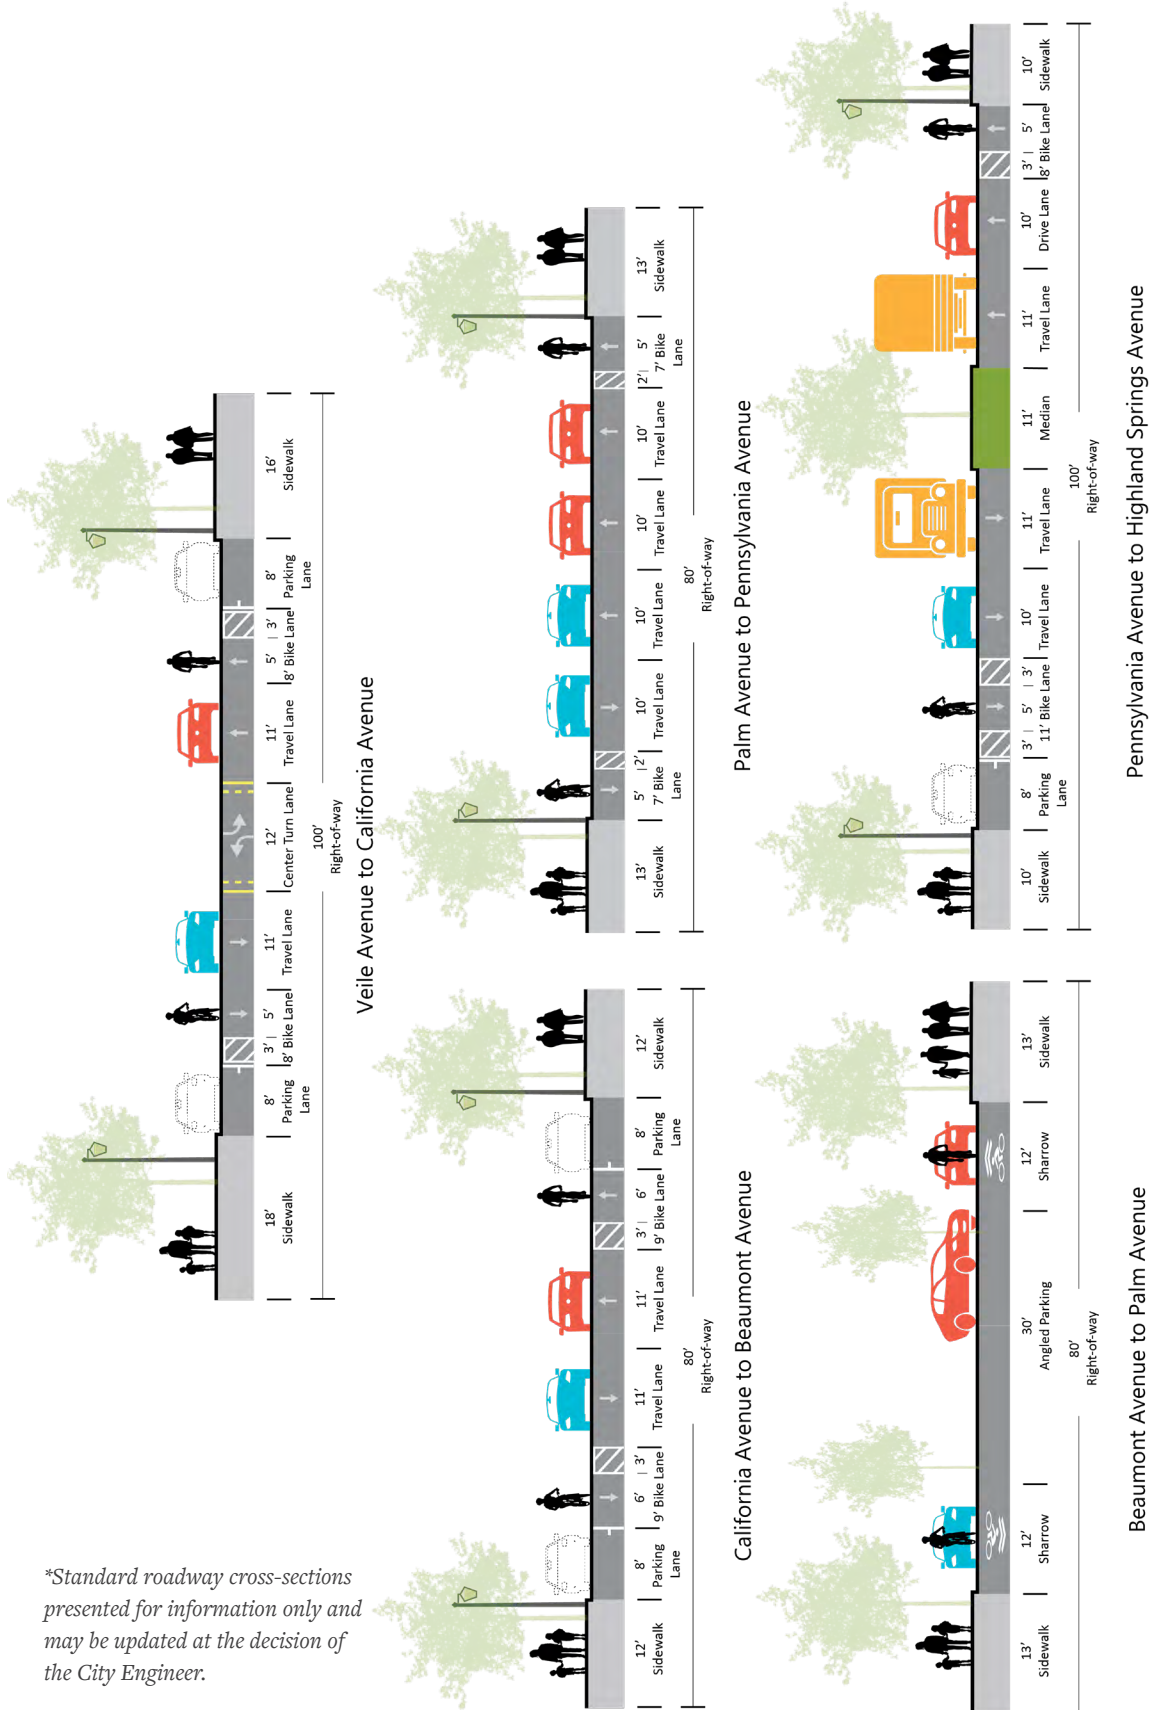 18'
Sidewalk
8'
Parking
Lane
3' | 5'
8' Bike Lane
11'
Travel Lane
12'
Center Turn Lane
11'
Travel Lane
5' | 3'
8' Bike Lane
8'
Parking
Lane
16'
Sidewalk
100'
Right-of-way
Veile Avenue to California Avenue
12'
Sidewalk
8'
Parking
Lane
6' | 3'
9' Bike Lane
11'
Travel Lane
11'
Travel Lane
3' | 6'
9' Bike Lane
8'
Parking
Lane
12'
Sidewalk
80'
Right-of-way
California Avenue to Beaumont Avenue
13'
Sidewalk
5' | 2'
7' Bike
Lane
10'
Travel Lane
10'
Travel Lane
10'
Travel Lane
10'
Travel Lane
2' | 5'
7' Bike
Lane
13'
Sidewalk
80'
Right-of-way
Palm Avenue to Pennsylvania Avenue
13'
Sidewalk
12'
Sharrow
30'
Angled Parking
12'
Sharrow
13'
Sidewalk
80'
Right-of-way
Beaumont Avenue to Palm Avenue
10'
Sidewalk
8'
Parking
Lane
3' | 5' | 3'
11' Bike Lane
10'
Travel Lane
11'
Travel Lane
11'
Median
11'
Travel Lane
10'
Drive Lane
3' | 5'
8' Bike Lane
10'
Sidewalk
100'
Right-of-way
Pennsylvania Avenue to Highland Springs Avenue
*Standard roadway cross-sections
presented for information only and
may be updated at the decision of
the City Engineer.